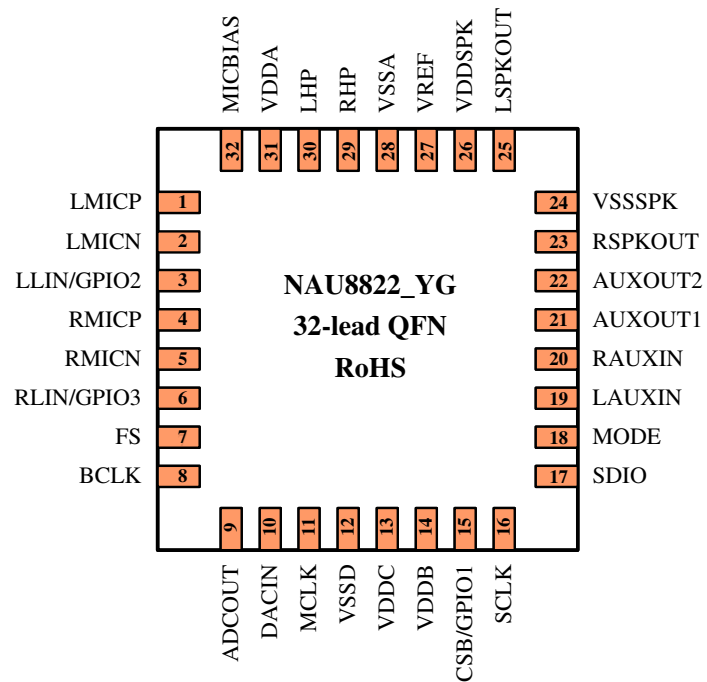 MICBIAS
VDDA
LHP
RHP
VSSA
VREF
VDDSPK
LSPKOUT
32
31
30
29
28
27
26
25
LMICP 1
LMICN 2
LLIN/GPIO2 3
RMICP 4
RMICN 5
RLIN/GPIO3 6
FS 7
BCLK 8
NAU8822_YG
32-lead QFN
RoHS
24 VSSSPK
23 RSPKOUT
22 AUXOUT2
21 AUXOUT1
20 RAUXIN
19 LAUXIN
18 MODE
17 SDIO
9
10
11
12
13
14
15
16
ADCOUT
DACIN
MCLK
VSSD
VDDC
VDDB
CSB/GPIO1
SCLK